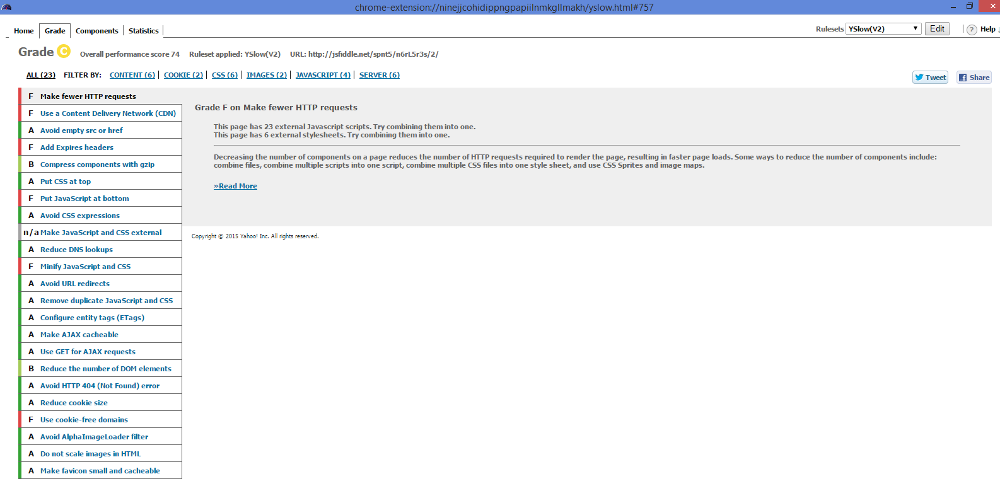 chrome-extension://ninejjcohidippngpapiilnmkgllmakh/yslow.html#757
Home Grade Components Statistics Rulesets YSlow(V2) Edit ? Help
Grade C Overall performance score 74 Ruleset applied: YSlow(V2) URL: http://jsfiddle.net/spnt5/n6rL5r3s/2/
ALL (23) FILTER BY: CONTENT (6) COOKIE (2) CSS (6) IMAGES (2) JAVASCRIPT (4) SERVER (6)
Tweet Share
F Make fewer HTTP requests
F Use a Content Delivery Network (CDN)
A Avoid empty src or href
F Add Expires headers
B Compress components with gzip
A Put CSS at top
F Put JavaScript at bottom
A Avoid CSS expressions
n/a Make JavaScript and CSS external
A Reduce DNS lookups
F Minify JavaScript and CSS
A Avoid URL redirects
A Remove duplicate JavaScript and CSS
A Configure entity tags (ETags)
A Make AJAX cacheable
A Use GET for AJAX requests
B Reduce the number of DOM elements
A Avoid HTTP 404 (Not Found) error
A Reduce cookie size
F Use cookie-free domains
A Avoid AlphaImageLoader filter
A Do not scale images in HTML
A Make favicon small and cacheable
Grade F on Make fewer HTTP requests
This page has 23 external Javascript scripts. Try combining them into one.
This page has 6 external stylesheets. Try combining them into one.
Decreasing the number of components on a page reduces the number of HTTP requests required to render the page, resulting in faster page loads. Some ways to reduce the number of components include:
combine files, combine multiple scripts into one script, combine multiple CSS files into one style sheet, and use CSS Sprites and image maps.
»Read More
Copyright © 2015 Yahoo! Inc. All rights reserved.